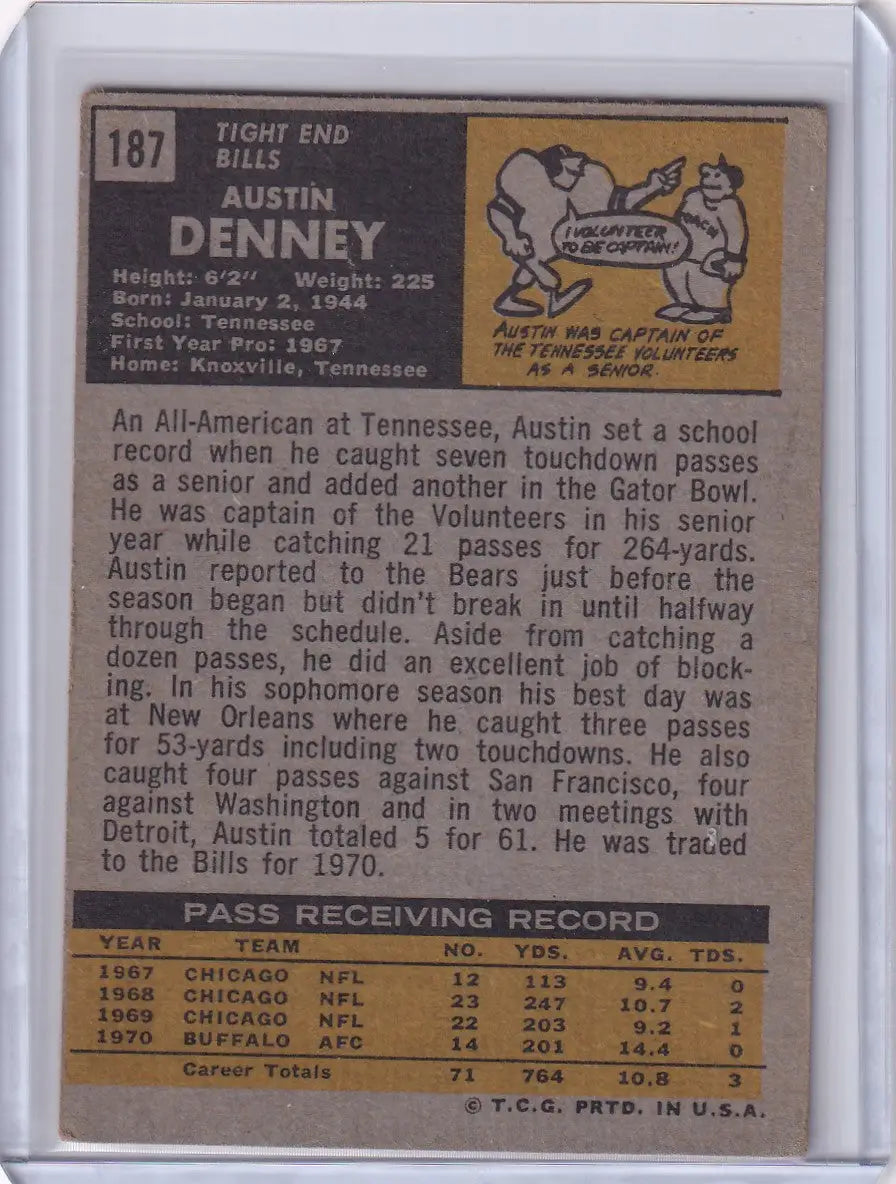 187
TIGHT END
BILLS
AUSTIN
DENNEY
Height: 6'2" Weight: 225
Born: January 2, 1944
School: Tennessee
First Year Pro: 1967
Home: Knoxville, Tennessee
I VOLUNTEER
TO BE CAPTAIN!
COACH
AUSTIN WAS CAPTAIN OF
THE TENNESSEE VOLUNTEERS
AS A SENIOR.
An All-American at Tennessee, Austin set a school
record when he caught seven touchdown passes
as a senior and added another in the Gator Bowl.
He was captain of the Volunteers in his senior
year while catching 21 passes for 264-yards.
Austin reported to the Bears just before the
season began but didn't break in until halfway
through the schedule. Aside from catching a
dozen passes, he did an excellent job of block-
ing. In his sophomore season his best day was
at New Orleans where he caught three passes
for 53-yards including two touchdowns. He also
caught four passes against San Francisco, four
against Washington and in two meetings with
Detroit, Austin totaled 5 for 61. He was traded
to the Bills for 1970.
PASS RECEIVING RECORD
YEAR TEAM NO. YDS. AVG. TDS.
1967 CHICAGO NFL 12 113 9.4 0
1968 CHICAGO NFL 23 247 10.7 2
1969 CHICAGO NFL 22 203 9.2 1
1970 BUFFALO AFC 14 201 14.4 0
Career Totals 71 764 10.8 3
© T.C.G. PRTD. IN U.S.A.